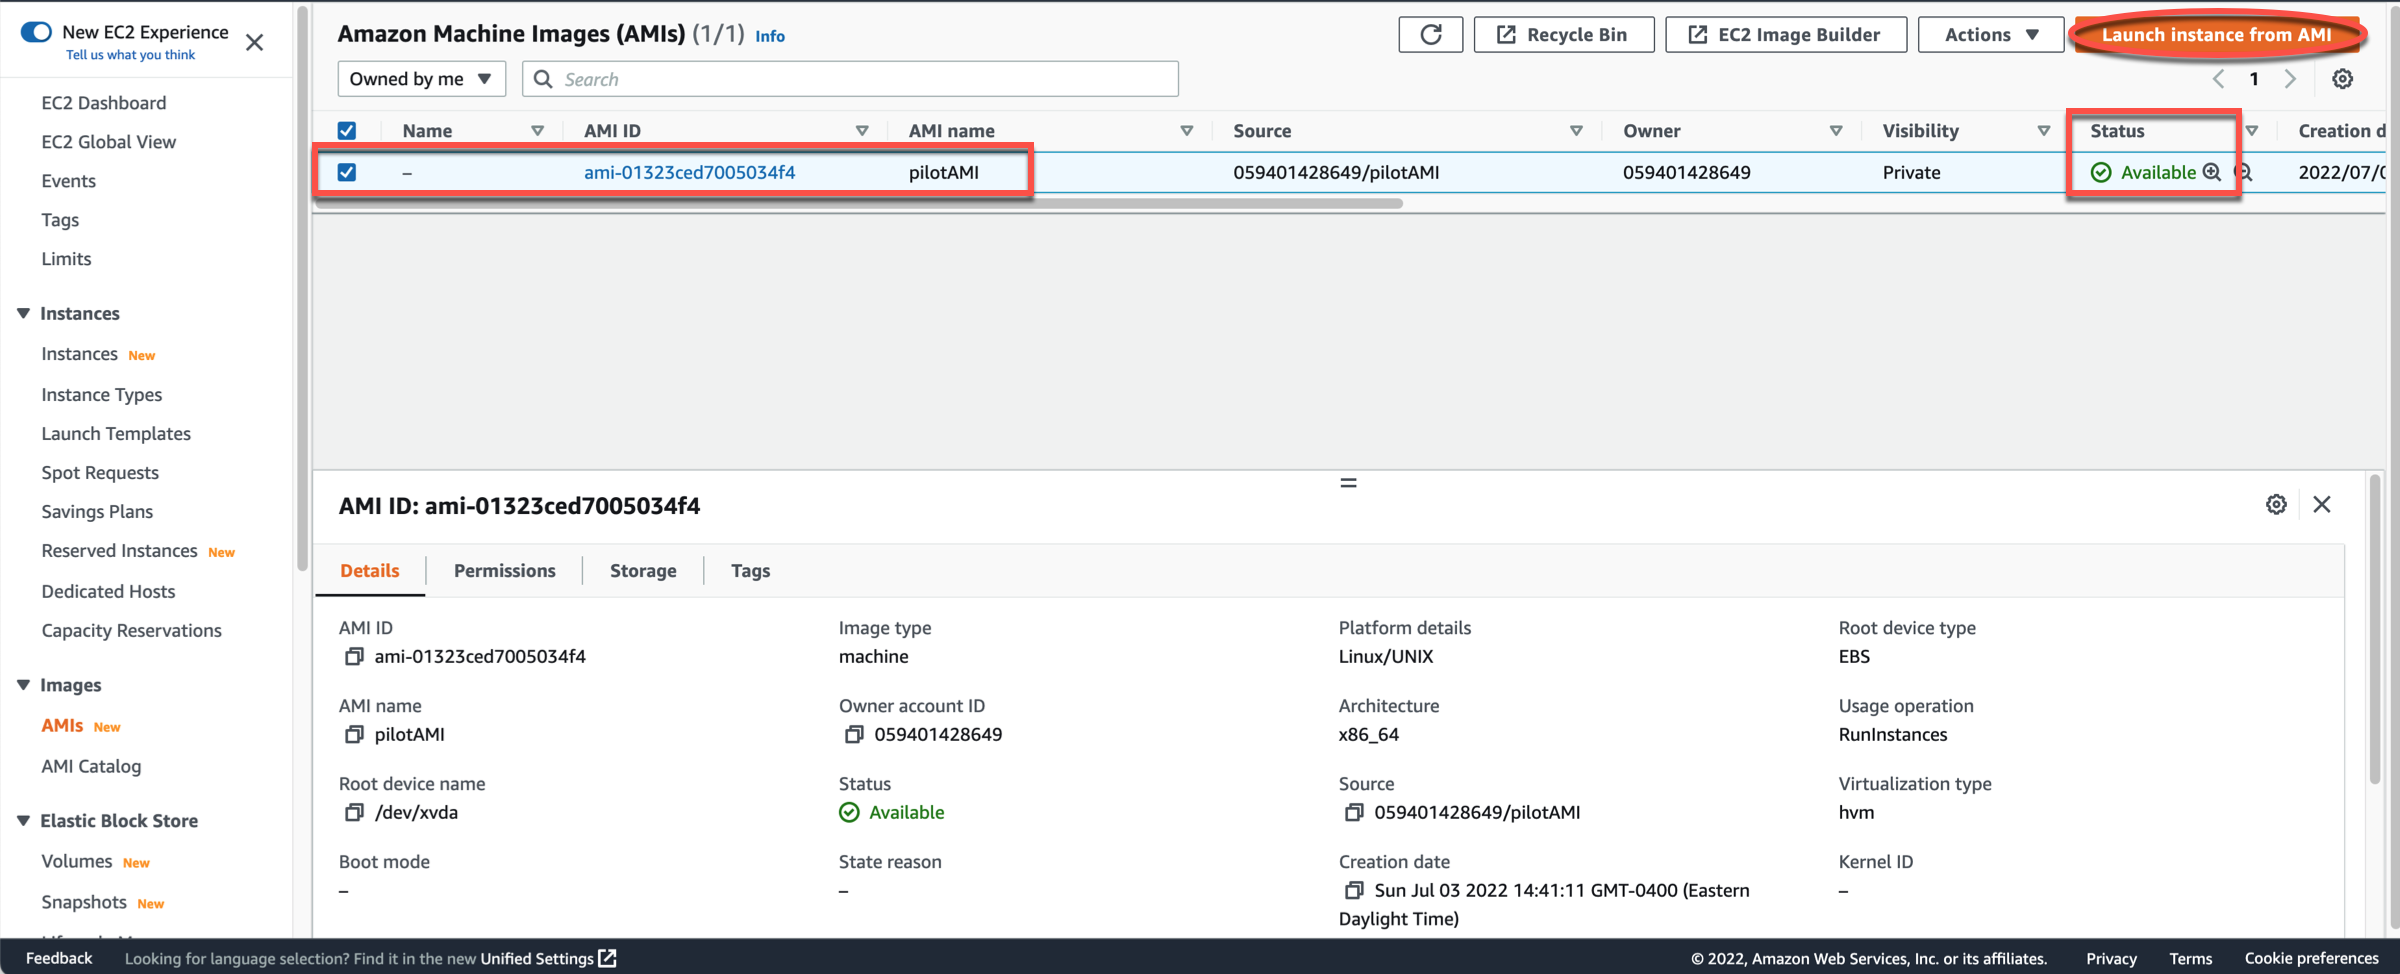 New EC2 Experience
Tell us what you think
EC2 Dashboard
EC2 Global View
Events
Tags
Limits
Instances
Instances New
Instance Types
Launch Templates
Spot Requests
Savings Plans
Reserved Instances New
Dedicated Hosts
Capacity Reservations
Images
AMIs New
AMI Catalog
Elastic Block Store
Volumes New
Snapshots New
Amazon Machine Images (AMIs) (1/1) Info
Recycle Bin
EC2 Image Builder
Actions
Launch instance from AMI
Owned by me
Search
1
Name AMI ID AMI name Source Owner Visibility Status Creation d
– ami-01323ced7005034f4 pilotAMI 059401428649/pilotAMI 059401428649 Private Available 2022/07/0
AMI ID: ami-01323ced7005034f4
Details Permissions Storage Tags
AMI ID Image type Platform details Root device type
ami-01323ced7005034f4 machine Linux/UNIX EBS
AMI name Owner account ID Architecture Usage operation
pilotAMI 059401428649 x86_64 RunInstances
Root device name Status Source Virtualization type
/dev/xvda Available 059401428649/pilotAMI hvm
Boot mode State reason Creation date Kernel ID
– – Sun Jul 03 2022 14:41:11 GMT-0400 (Eastern –
Daylight Time)
Feedback Looking for language selection? Find it in the new Unified Settings © 2022, Amazon Web Services, Inc. or its affiliates. Privacy Terms Cookie preferences